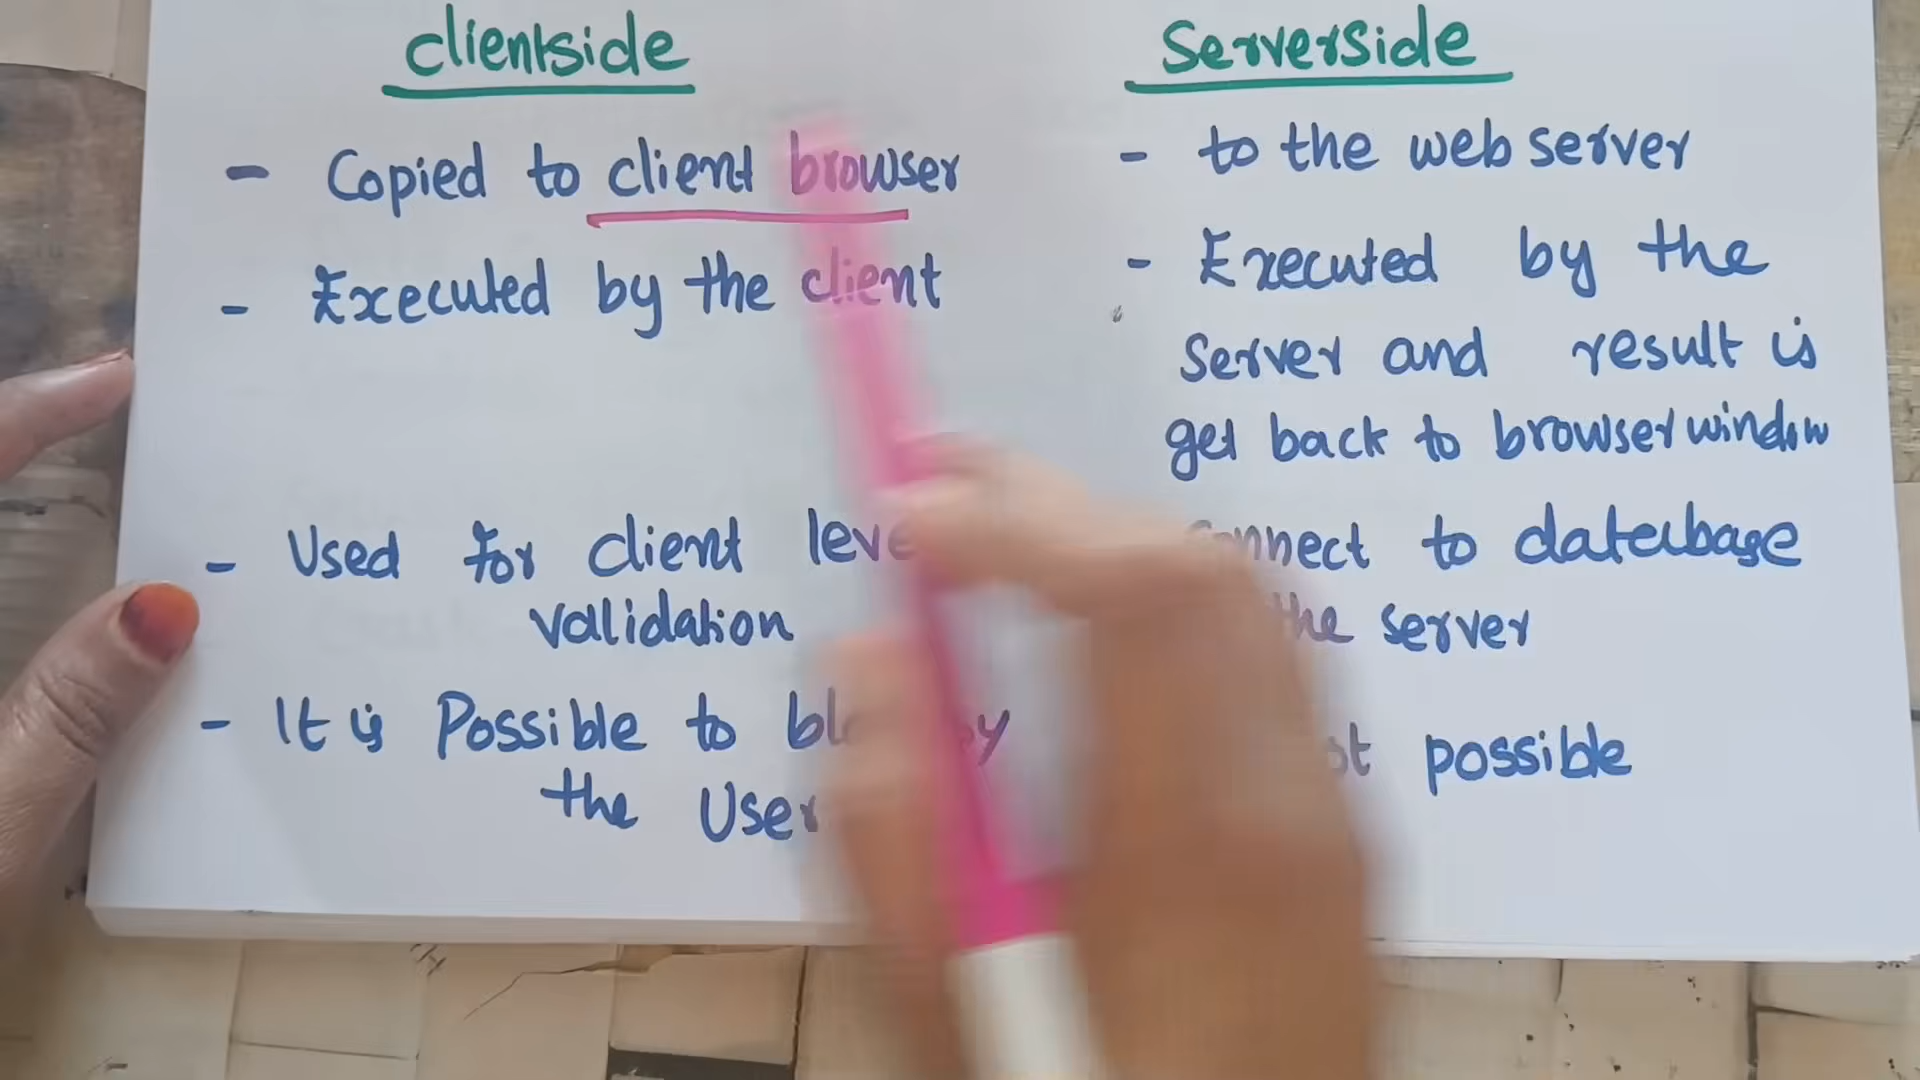 clientside
- Copied to client browser
- Executed by the client
- Used for client
validation
- It is Possible to by
the User
Serverside
- to the web server
- Executed by the
server and result is
get back to browser window
to database
the server
possible